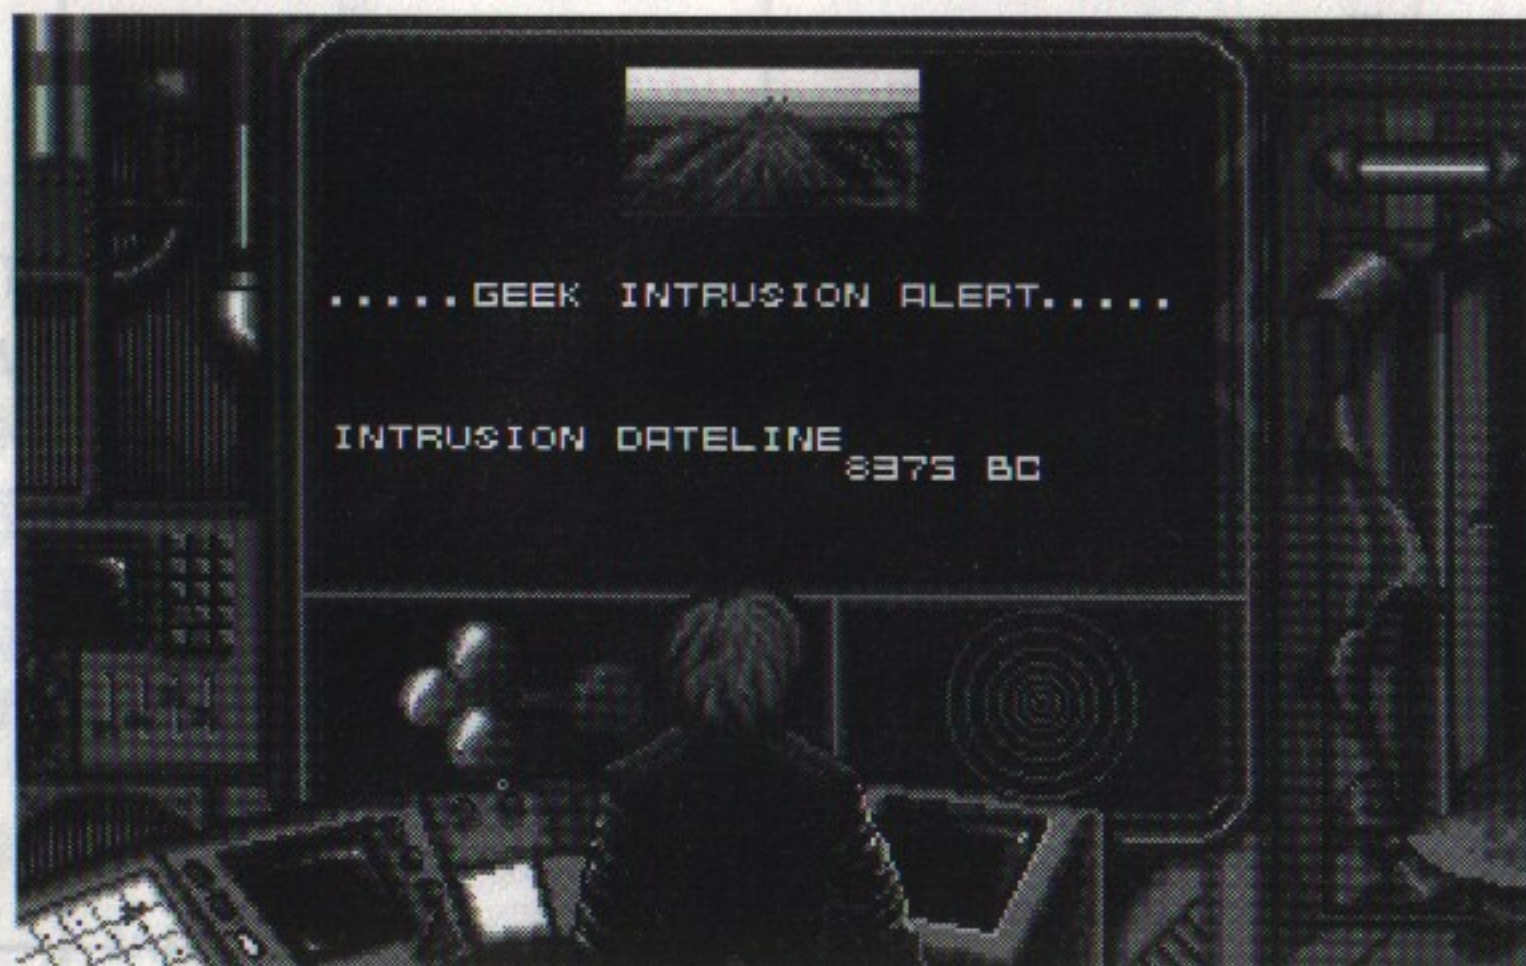 .....GEEK INTRUSION ALERT.....
INTRUSION DATELINE
8375 BC